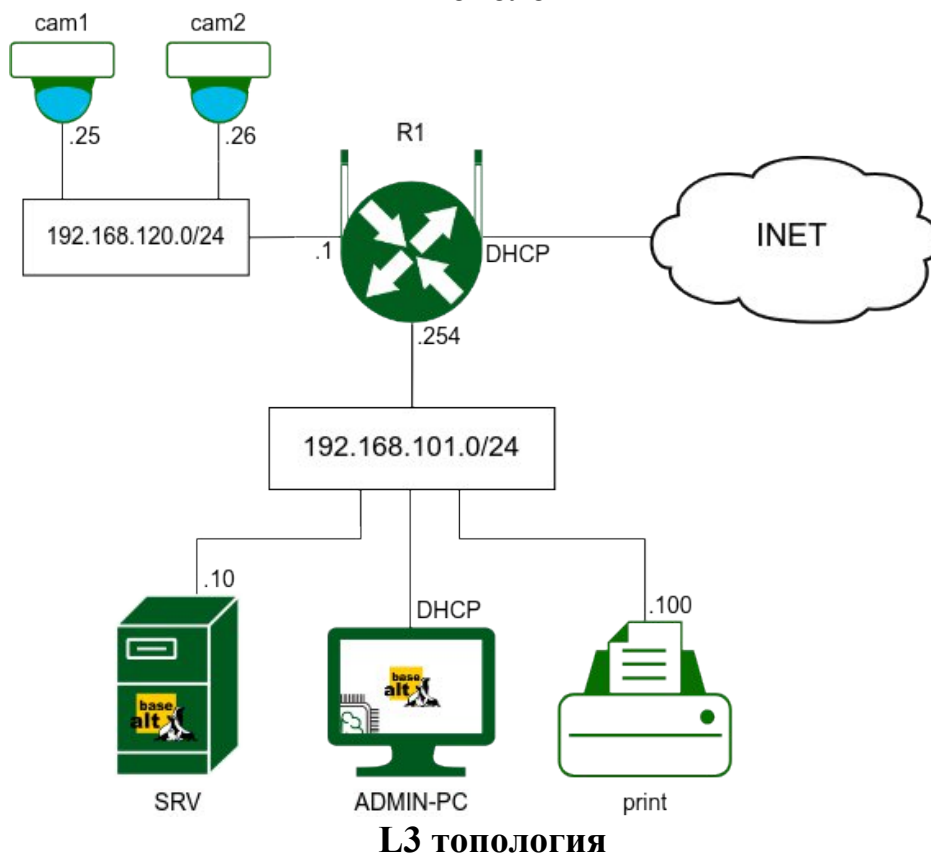 cam1
cam2
.25
.26
R1
192.168.120.0/24
.1
DHCP
INET
.254
192.168.101.0/24
.10
DHCP
.100
base
alt
base
alt
SRV
ADMIN-PC
print
L3 топология